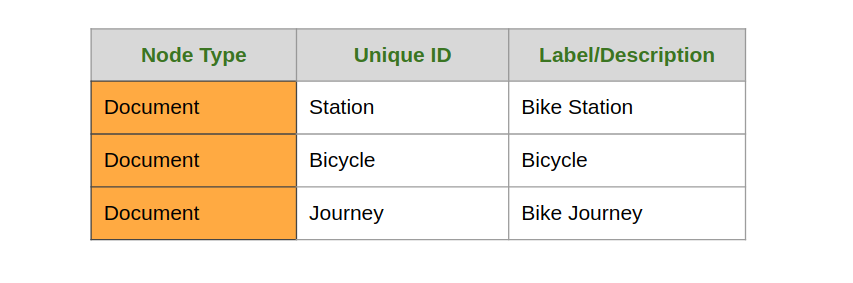 Node Type Unique ID Label/Description
Document Station Bike Station
Document Bicycle Bicycle
Document Journey Bike Journey